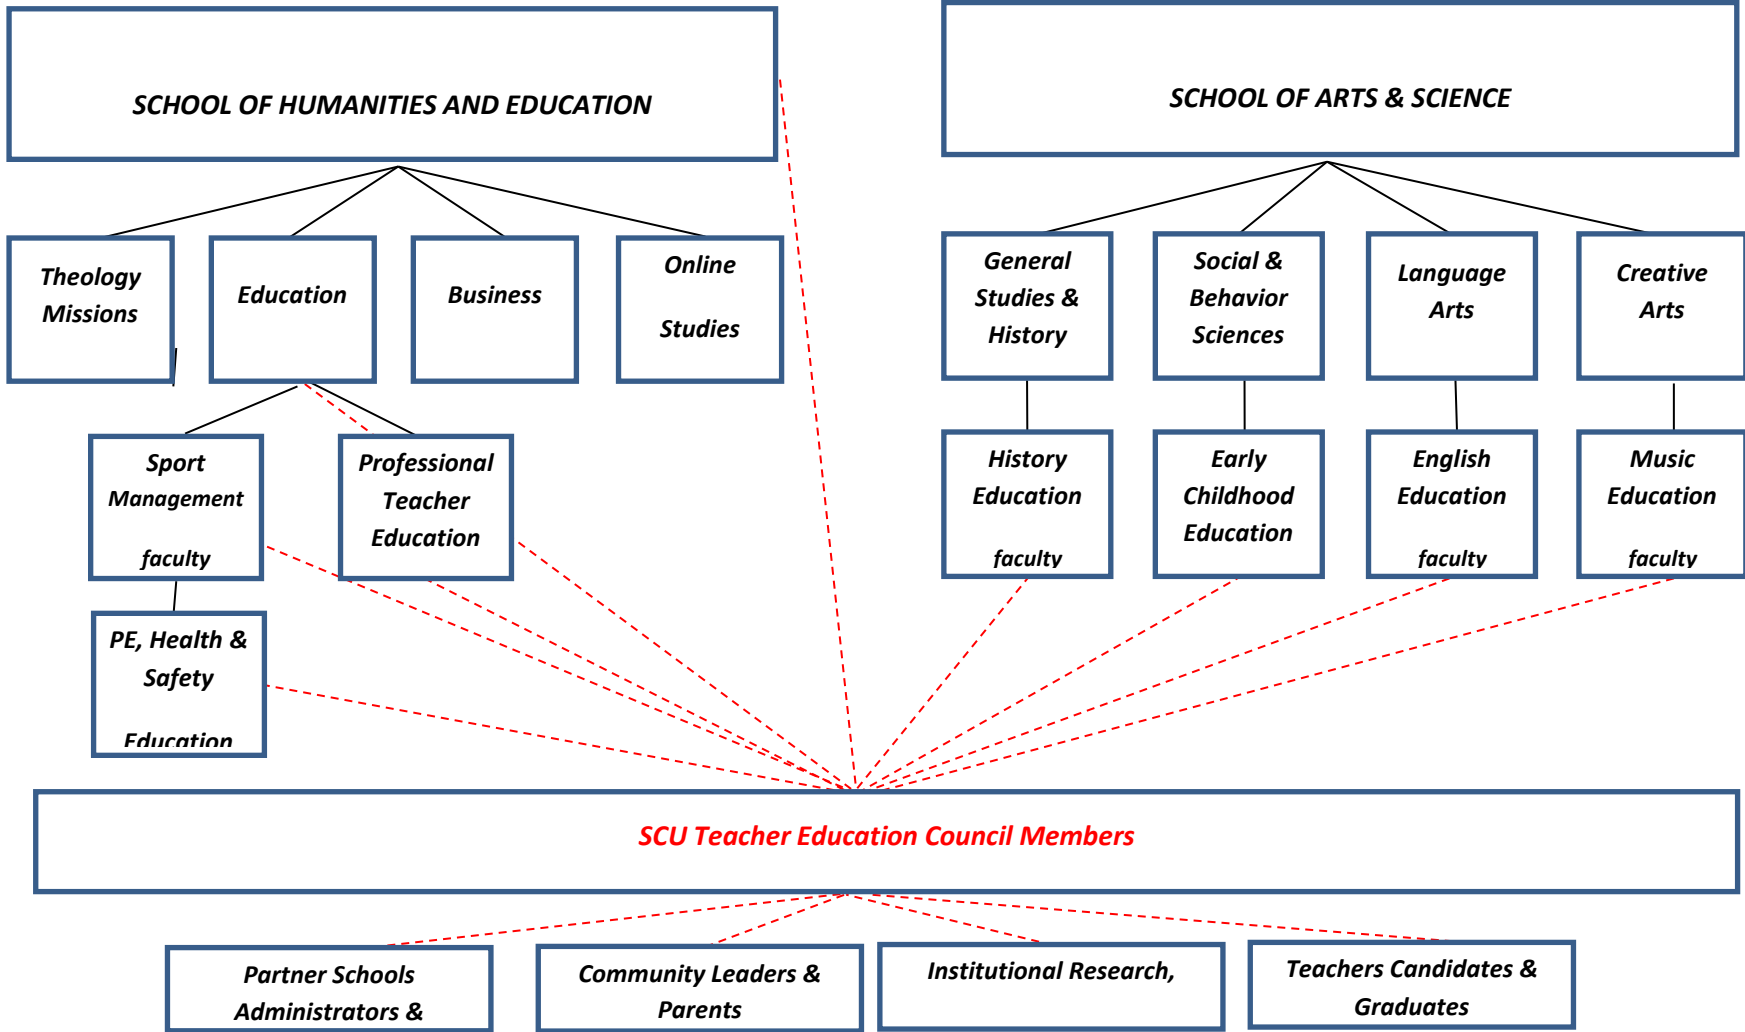 SCHOOL OF HUMANITIES AND EDUCATION
SCHOOL OF ARTS & SCIENCE
Theology
Missions
Education
Business
Online
Studies
General
Studies &
History
Social &
Behavior
Sciences
Language
Arts
Creative
Arts
Sport
Management
faculty
Professional
Teacher
Education
History
Education
faculty
Early
Childhood
Education
English
Education
faculty
Music
Education
faculty
PE, Health &
Safety
Education
SCU Teacher Education Council Members
Partner Schools
Administrators &
Community Leaders &
Parents
Institutional Research,
Teachers Candidates &
Graduates